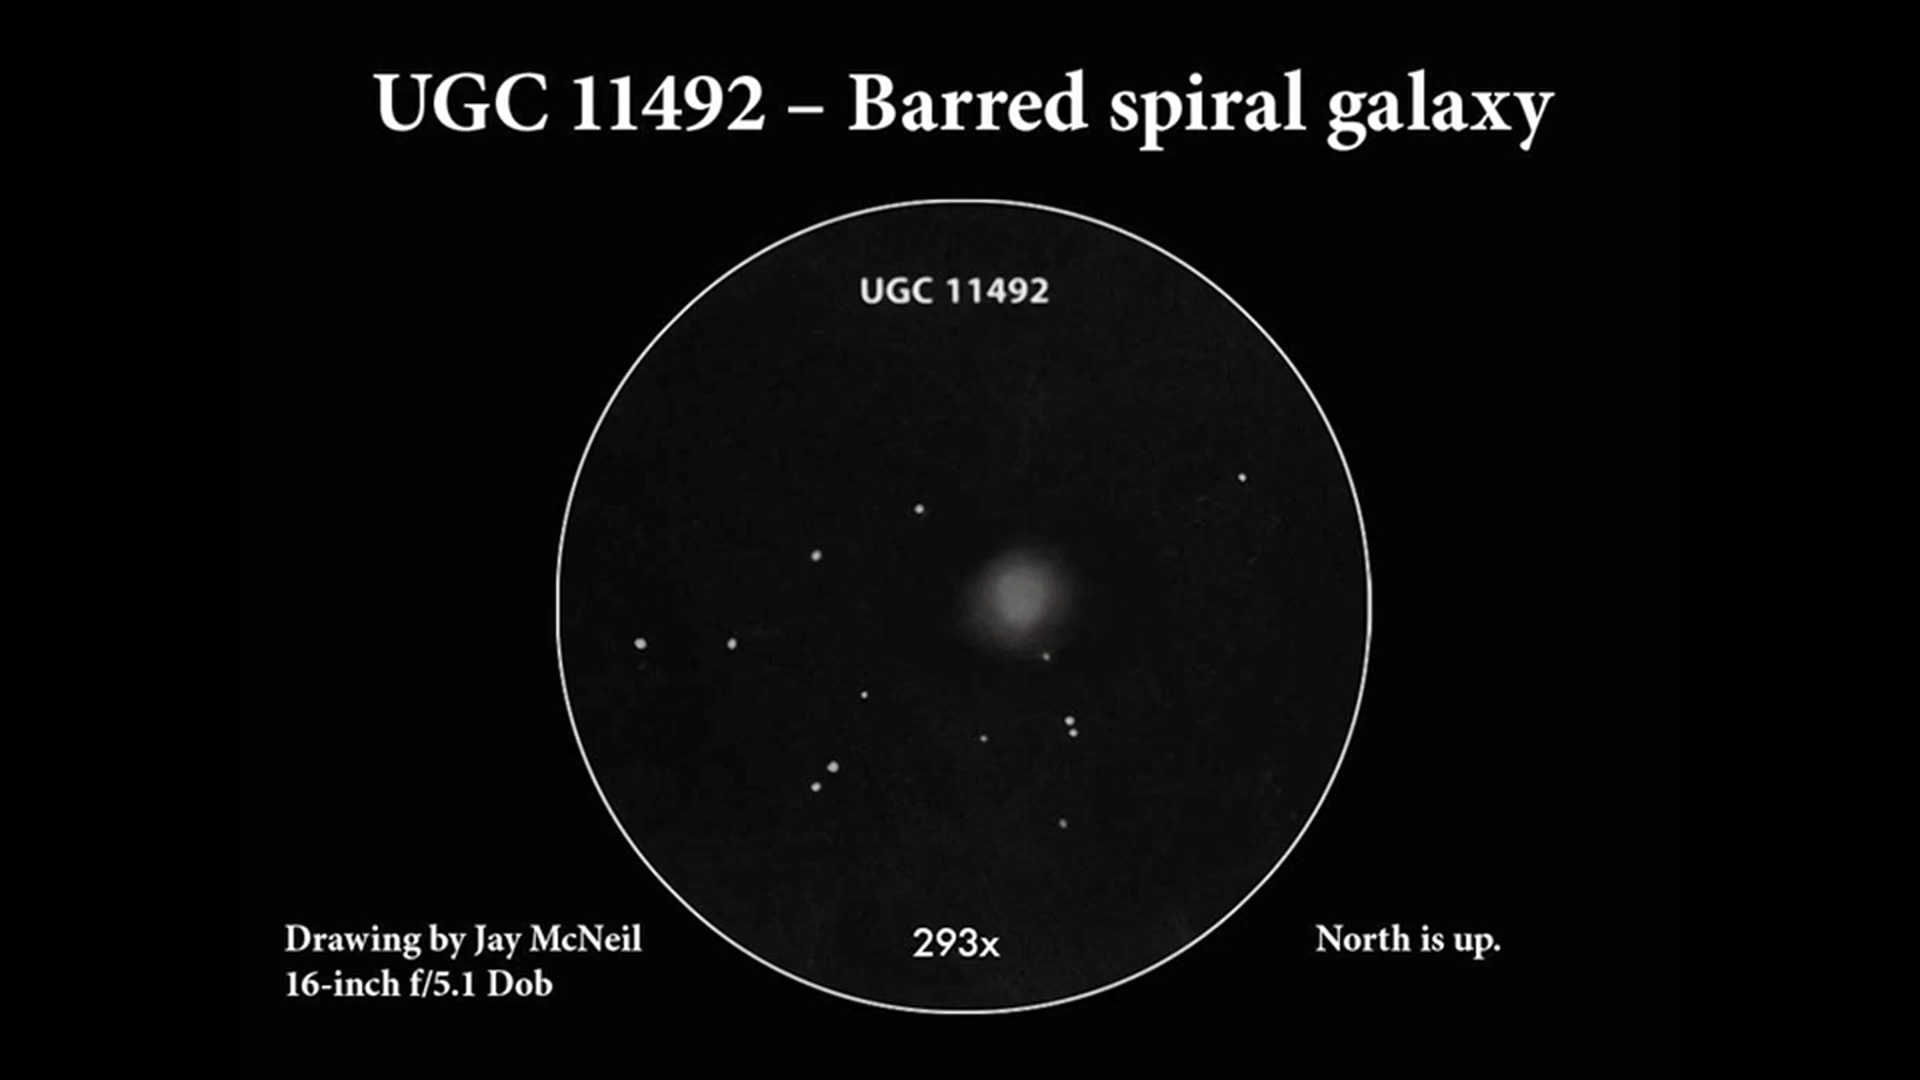 UGC 11492 – Barred spiral galaxy
UGC 11492
293x
Drawing by Jay McNeil
16-inch f/5.1 Dob
North is up.